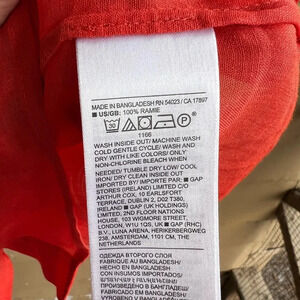 MADE IN BANGLADESH RN 54023 / CA 17897
■ US/GB: 100% RAMIE
30
P
1166
WASH INSIDE OUT/ MACHINE WASH
COLD GENTLE CYCLE/ WASH AND
DRY WITH LIKE COLORS/ ONLY
NON-CHLORINE BLEACH WHEN
NEEDED/ TUMBLE DRY LOW/ COOL
IRON/ DRY CLEAN INSIDE OUT
IMPORTED BY/ IMPORTE PAR: ■ GAP
STORES (IRELAND) LIMITED C/O
ARTHUR COX, 10 EARLSFORT
TERRACE, DUBLIN 2, D02 T380,
IRELAND ■ GAP (UK HOLDINGS)
LIMITED, 2ND FLOOR NATIONS
HOUSE, 103 WIGMORE STREET,
LONDON, W1U 1QS, UK ■ GAP (RHC)
B.V., LUNA ARENA, HERIKERBERGWEG
238, AMSTERDAM, 1101 CM, THE
NETHERLANDS
ОДЕЖДА ВТОРОГО СЛОЯ
FABRIQUÉ AU BANGLADESH/
HECHO EN BANGLADESH
CON INSUMOS IMPORTADOS/
ПРОИЗВЕДЕНО В БАНГЛАДЕШ/
FABRICADO EM BANGLADESH/
VYROBENO V BANGLADÉŠI/